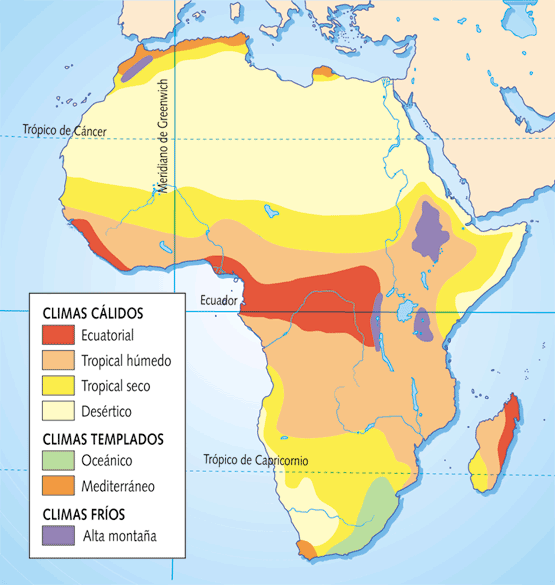 Trópico de Cáncer
Meridiano de Greenwich
Ecuador
CLIMAS CÁLIDOS
Ecuatorial
Tropical húmedo
Tropical seco
Desértico
CLIMAS TEMPLADOS
Oceánico
Mediterráneo
CLIMAS FRÍOS
Alta montaña
Trópico de Capricornio